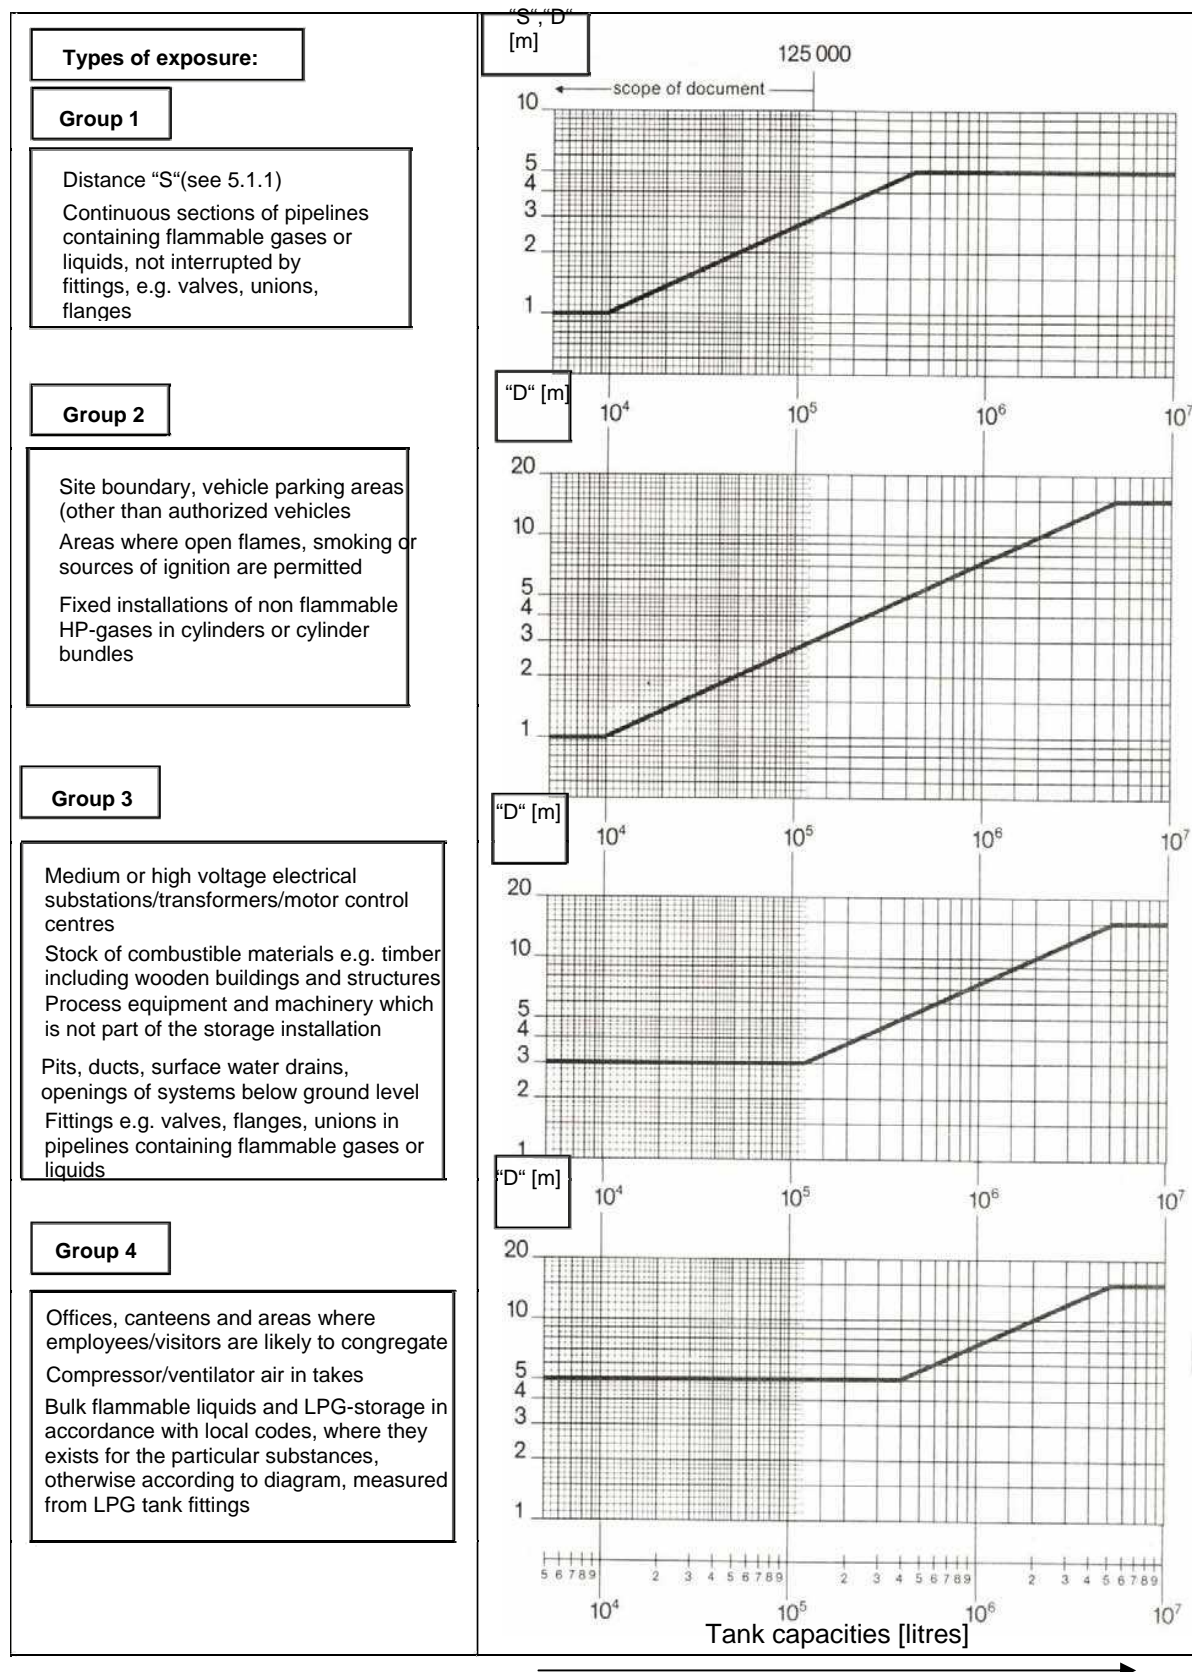 Types of exposure:
Group 1
Distance “S“(see 5.1.1)
Continuous sections of pipelines
containing flammable gases or
liquids, not interrupted by
fittings, e.g. valves, unions,
flanges
Group 2
Site boundary, vehicle parking areas
(other than authorized vehicles
Areas where open flames, smoking or
sources of ignition are permitted
Fixed installations of non flammable
HP-gases in cylinders or cylinder
bundles
Group 3
Medium or high voltage electrical
substations/transformers/motor control
centres
Stock of combustible materials e.g. timber
including wooden buildings and structures
Process equipment and machinery which
is not part of the storage installation
Pits, ducts, surface water drains,
openings of systems below ground level
Fittings e.g. valves, flanges, unions in
pipelines containing flammable gases or
liquids
Group 4
Offices, canteens and areas where
employees/visitors are likely to congregate
Compressor/ventilator air in takes
Bulk flammable liquids and LPG-storage in
accordance with local codes, where they
exists for the particular substances,
otherwise according to diagram, measured
from LPG tank fittings
“S“,“D“
[m]
125 000
scope of document
10
5
4
3
2
1
10⁴ 10⁵ 10⁶ 10⁷
“D“ [m]
20
10
5
4
3
2
1
10⁴ 10⁵ 10⁶ 10⁷
“D“ [m]
20
10
5
4
3
2
1
10⁴ 10⁵ 10⁶ 10⁷
“D“ [m]
20
10
5
4
3
2
1
5 6 7 8 9 2 3 4 5 6 7 8 9 2 3 4 5 6 7 8 9 2 3 4 5 6 7 8 9
10⁴ 10⁵ 10⁶ 10⁷
Tank capacities [litres]